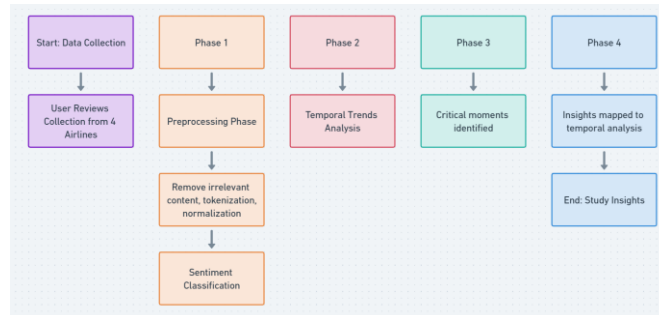 Start: Data Collection
Phase 1
Phase 2
Phase 3
Phase 4
User Reviews
Collection from 4
Airlines
Preprocessing Phase
Temporal Trends
Analysis
Critical moments
identified
Insights mapped to
temporal analysis
Remove irrelevant
content, tokenization,
normalization
End: Study Insights
Sentiment
Classification